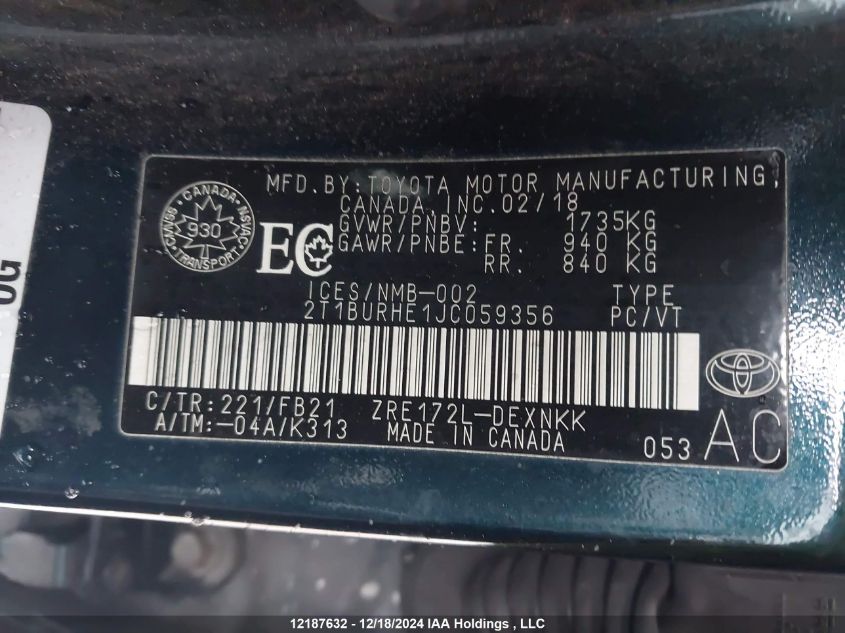 MFD. BY: TOYOTA MOTOR MANUFACTURING,
CANADA, INC. 02/18
GVWR/PNBV: 1735KG
GAWR/PNBE: FR. 940 KG
RR. 840 KG
CANADA
CMVSS 930 NSVAC
TRANSPORT
EC
ICES/NMB-002 TYPE
2T1BURHE1JC059356 PC/VT
C/TR: 221/FB21 ZRE172L-DEXNKK
A/TM: -04A/K313 MADE IN CANADA
053 AC
12187632 - 12/18/2024 IAA Holdings , LLC